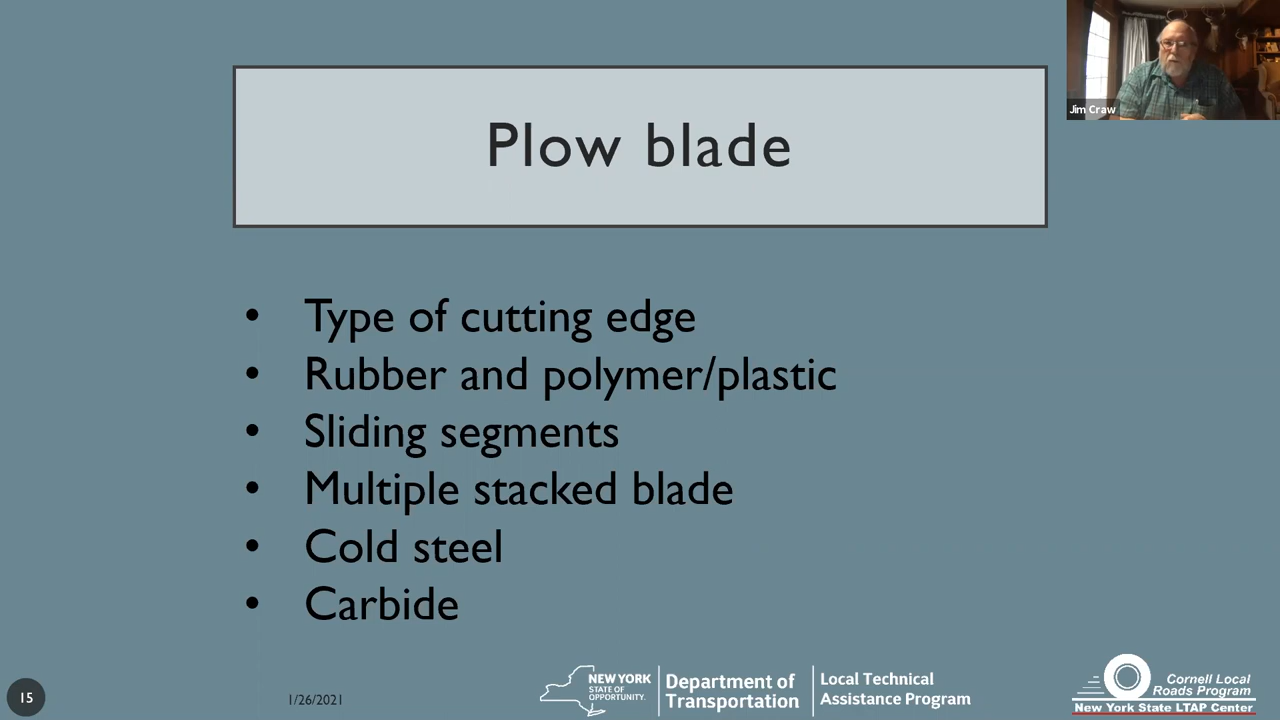 Jim Craw
Plow blade
• Type of cutting edge
• Rubber and polymer/plastic
• Sliding segments
• Multiple stacked blade
• Cold steel
• Carbide
15
1/26/2021
NEW YORK
STATE OF
OPPORTUNITY.
Department of
Transportation
Local Technical
Assistance Program
Cornell Local
Roads Program
New York State LTAP Center